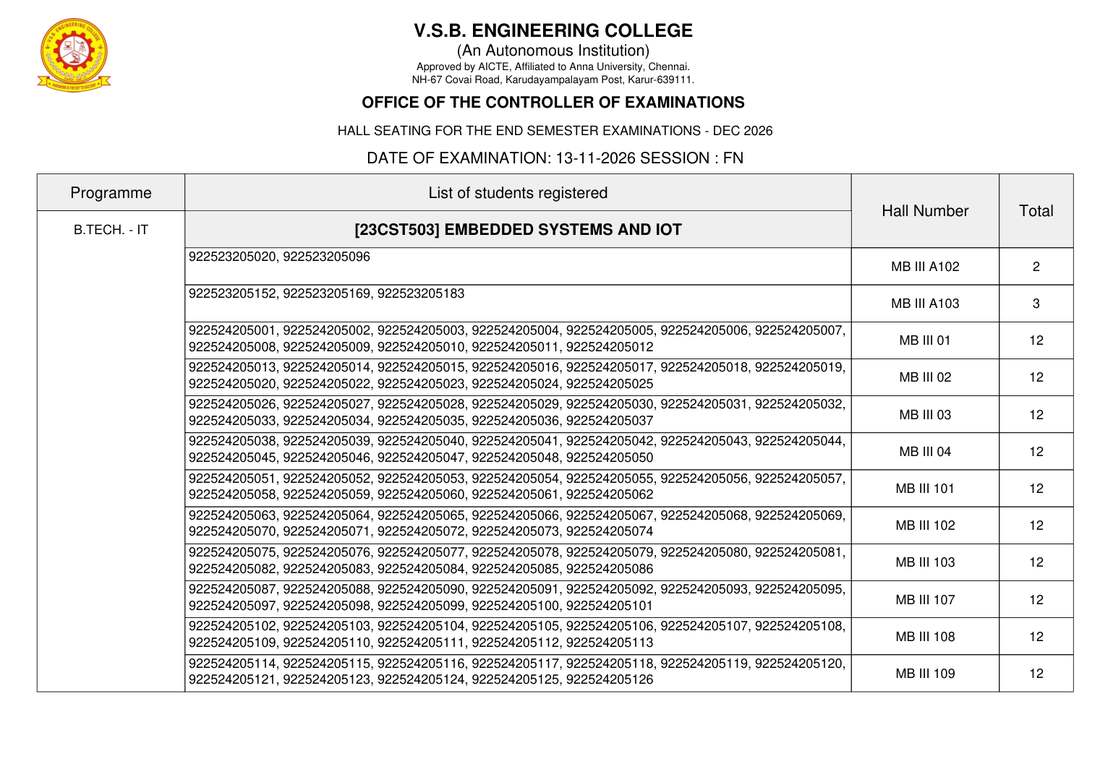 V.S.B. ENGINEERING COLLEGE
(An Autonomous Institution)
Approved by AICTE, Affiliated to Anna University, Chennai.
NH-67 Covai Road, Karudayampalayam Post, Karur-639111.
OFFICE OF THE CONTROLLER OF EXAMINATIONS
HALL SEATING FOR THE END SEMESTER EXAMINATIONS - DEC 2026
DATE OF EXAMINATION: 13-11-2026 SESSION : FN
Programme List of students registered Hall Number Total
B.TECH. - IT [23CST503] EMBEDDED SYSTEMS AND IOT
922523205020, 922523205096 MB III A102 2
922523205152, 922523205169, 922523205183 MB III A103 3
922524205001, 922524205002, 922524205003, 922524205004, 922524205005, 922524205006, 922524205007,
922524205008, 922524205009, 922524205010, 922524205011, 922524205012 MB III 01 12
922524205013, 922524205014, 922524205015, 922524205016, 922524205017, 922524205018, 922524205019,
922524205020, 922524205022, 922524205023, 922524205024, 922524205025 MB III 02 12
922524205026, 922524205027, 922524205028, 922524205029, 922524205030, 922524205031, 922524205032,
922524205033, 922524205034, 922524205035, 922524205036, 922524205037 MB III 03 12
922524205038, 922524205039, 922524205040, 922524205041, 922524205042, 922524205043, 922524205044,
922524205045, 922524205046, 922524205047, 922524205048, 922524205050 MB III 04 12
922524205051, 922524205052, 922524205053, 922524205054, 922524205055, 922524205056, 922524205057,
922524205058, 922524205059, 922524205060, 922524205061, 922524205062 MB III 101 12
922524205063, 922524205064, 922524205065, 922524205066, 922524205067, 922524205068, 922524205069,
922524205070, 922524205071, 922524205072, 922524205073, 922524205074 MB III 102 12
922524205075, 922524205076, 922524205077, 922524205078, 922524205079, 922524205080, 922524205081,
922524205082, 922524205083, 922524205084, 922524205085, 922524205086 MB III 103 12
922524205087, 922524205088, 922524205090, 922524205091, 922524205092, 922524205093, 922524205095,
922524205097, 922524205098, 922524205099, 922524205100, 922524205101 MB III 107 12
922524205102, 922524205103, 922524205104, 922524205105, 922524205106, 922524205107, 922524205108,
922524205109, 922524205110, 922524205111, 922524205112, 922524205113 MB III 108 12
922524205114, 922524205115, 922524205116, 922524205117, 922524205118, 922524205119, 922524205120,
922524205121, 922524205123, 922524205124, 922524205125, 922524205126 MB III 109 12